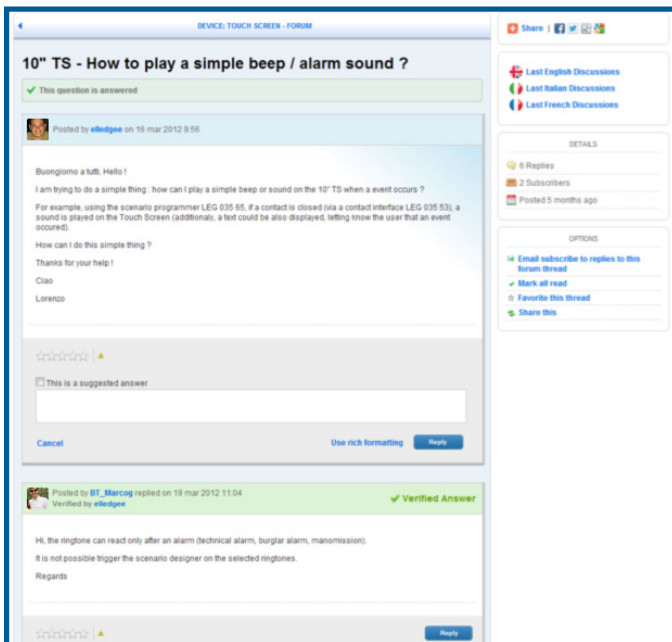 DEVICE: TOUCH SCREEN - FORUM
10" TS - How to play a simple beep / alarm sound ?
This question is answered
Posted by elledgee on 16 mar 2012 9:56
Buongiorno a tutti, Hello !
I am trying to do a simple thing : how can I play a simple beep or sound on the 10" TS when a event occurs ?
For example, using the scenario programmer LEG 035 65, if a contact is closed (via a contact interface LEG 035 53), a
sound is played on the Touch Screen (additionaly, a text could be also displayed, letting know the user that an event
occured).
How can I do this simple thing ?
Thanks for your help !
Ciao
Lorenzo
This is a suggested answer
Cancel
Use rich formatting
Reply
Posted by BT_Marcog replied on 19 mar 2012 11:04
Verified by elledgee
Verified Answer
Hi, the ringtone can react only after an alarm (technical alarm, burglar alarm, manomission).
It is not possible trigger the scenario designer on the selected ringtones.
Regards
Reply
Share |
Last English Discussions
Last Italian Discussions
Last French Discussions
DETAILS
6 Replies
2 Subscribers
Posted 5 months ago
OPTIONS
Email subscribe to replies to this
forum thread
Mark all read
Favorite this thread
Share this